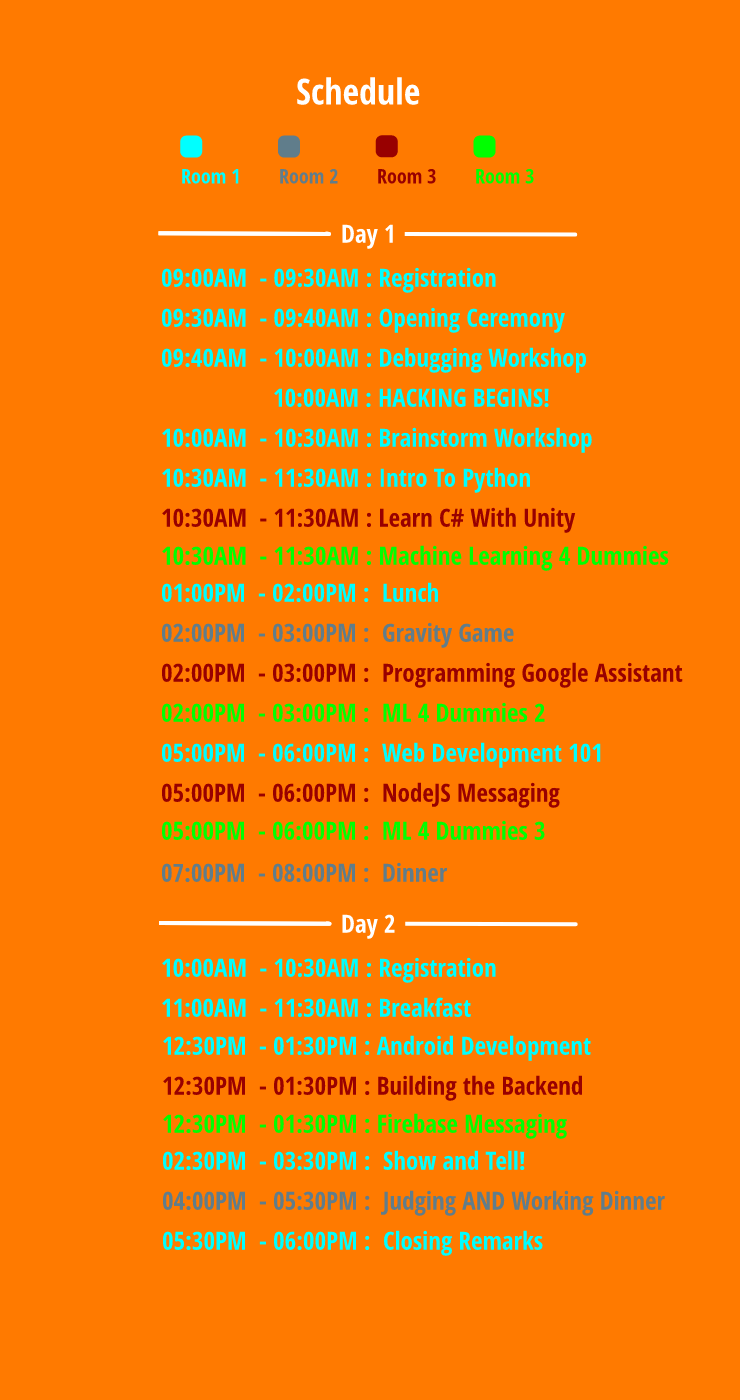 Schedule
Room 1 Room 2 Room 3 Room 3
Day 1
09:00AM - 09:30AM : Registration
09:30AM - 09:40AM : Opening Ceremony
09:40AM - 10:00AM : Debugging Workshop
10:00AM : HACKING BEGINS!
10:00AM - 10:30AM : Brainstorm Workshop
10:30AM - 11:30AM : Intro To Python
10:30AM - 11:30AM : Learn C# With Unity
10:30AM - 11:30AM : Machine Learning 4 Dummies
01:00PM - 02:00PM : Lunch
02:00PM - 03:00PM : Gravity Game
02:00PM - 03:00PM : Programming Google Assistant
02:00PM - 03:00PM : ML 4 Dummies 2
05:00PM - 06:00PM : Web Development 101
05:00PM - 06:00PM : NodeJS Messaging
05:00PM - 06:00PM : ML 4 Dummies 3
07:00PM - 08:00PM : Dinner
Day 2
10:00AM - 10:30AM : Registration
11:00AM - 11:30AM : Breakfast
12:30PM - 01:30PM : Android Development
12:30PM - 01:30PM : Building the Backend
12:30PM - 01:30PM : Firebase Messaging
02:30PM - 03:30PM : Show and Tell!
04:00PM - 05:30PM : Judging AND Working Dinner
05:30PM - 06:00PM : Closing Remarks